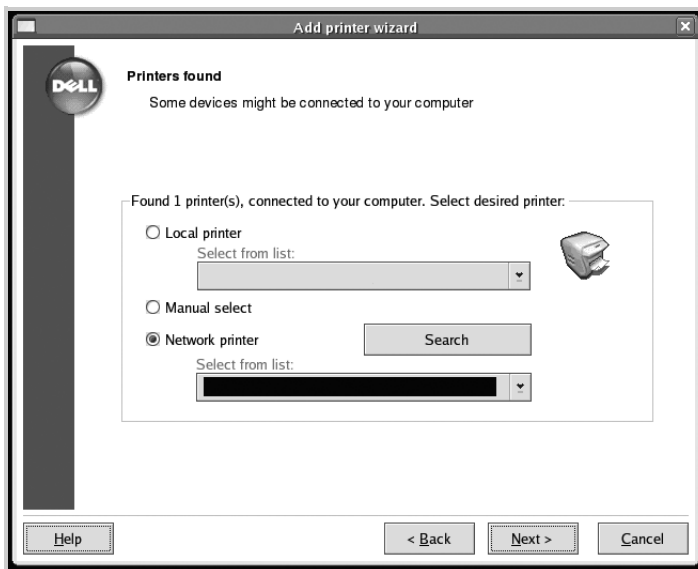 Add printer wizard
DELL
Printers found
Some devices might be connected to your computer
Found 1 printer(s), connected to your computer. Select desired printer:
Local printer
Select from list:
Manual select
Network printer
Search
Select from list:
Help
< Back
Next >
Cancel